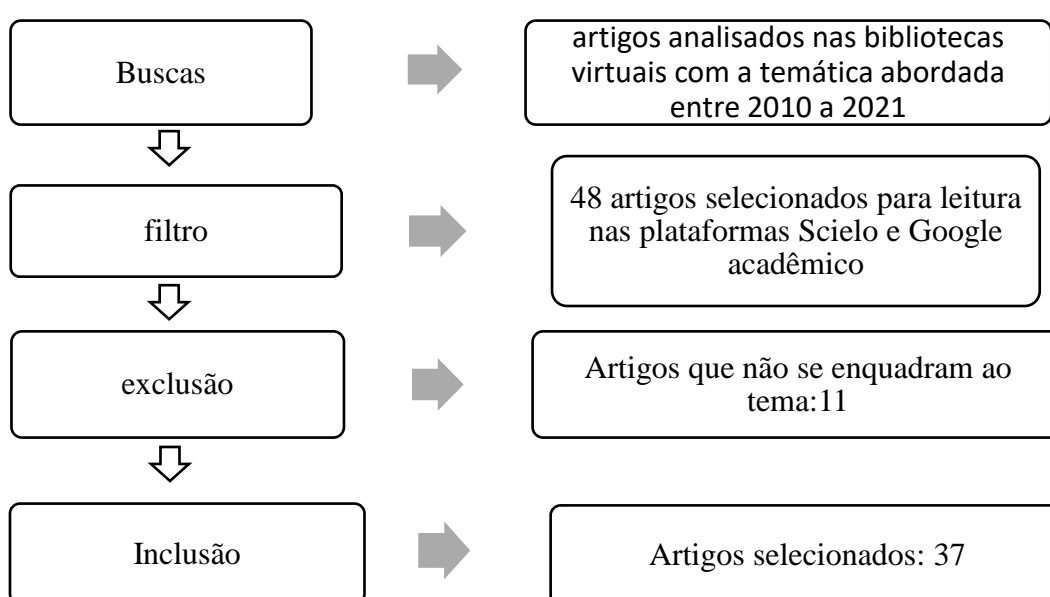 Buscas
artigos analisados nas bibliotecas
virtuais com a temática abordada
entre 2010 a 2021
filtro
48 artigos selecionados para leitura
nas plataformas Scielo e Google
acadêmico
exclusão
Artigos que não se enquadram ao
tema:11
Inclusão
Artigos selecionados: 37